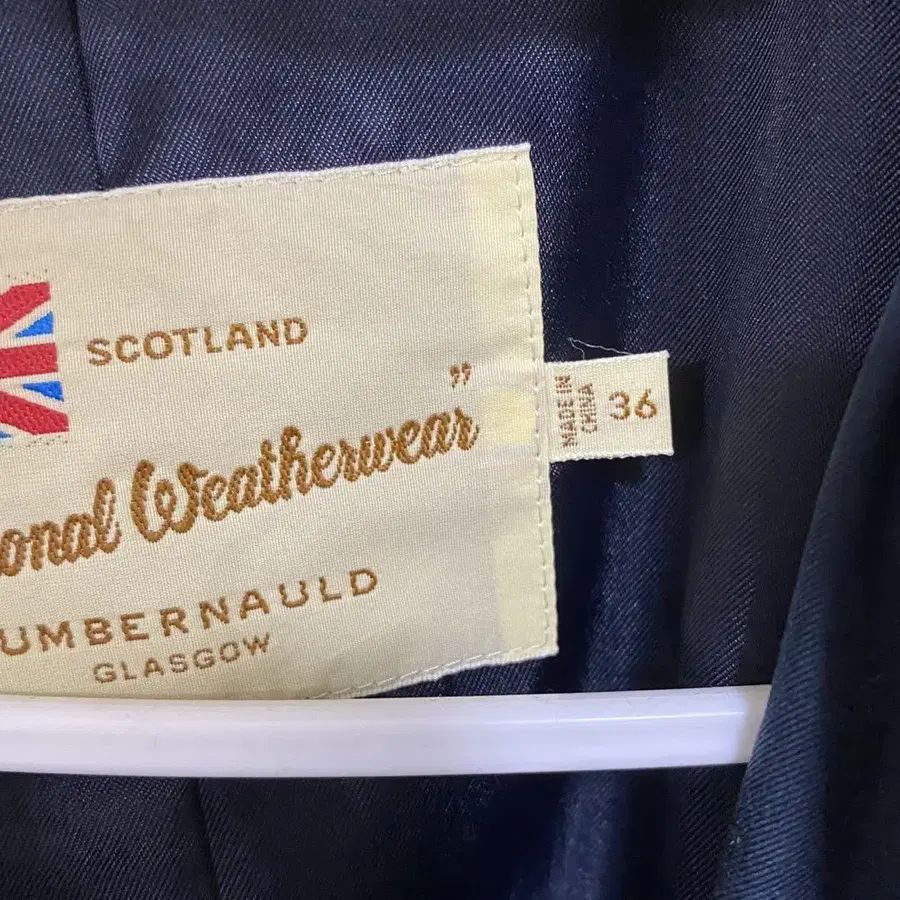 SCOTLAND
onal Weatherwear"
UMBERNAULD
GLASGOW
MADE IN
CHINA
36